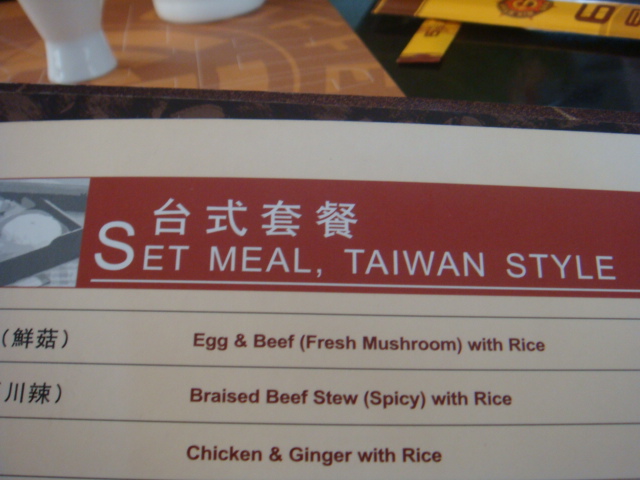 台式套餐
SET MEAL, TAIWAN STYLE
(鮮菇) Egg & Beef (Fresh Mushroom) with Rice
川辣) Braised Beef Stew (Spicy) with Rice
Chicken & Ginger with Rice